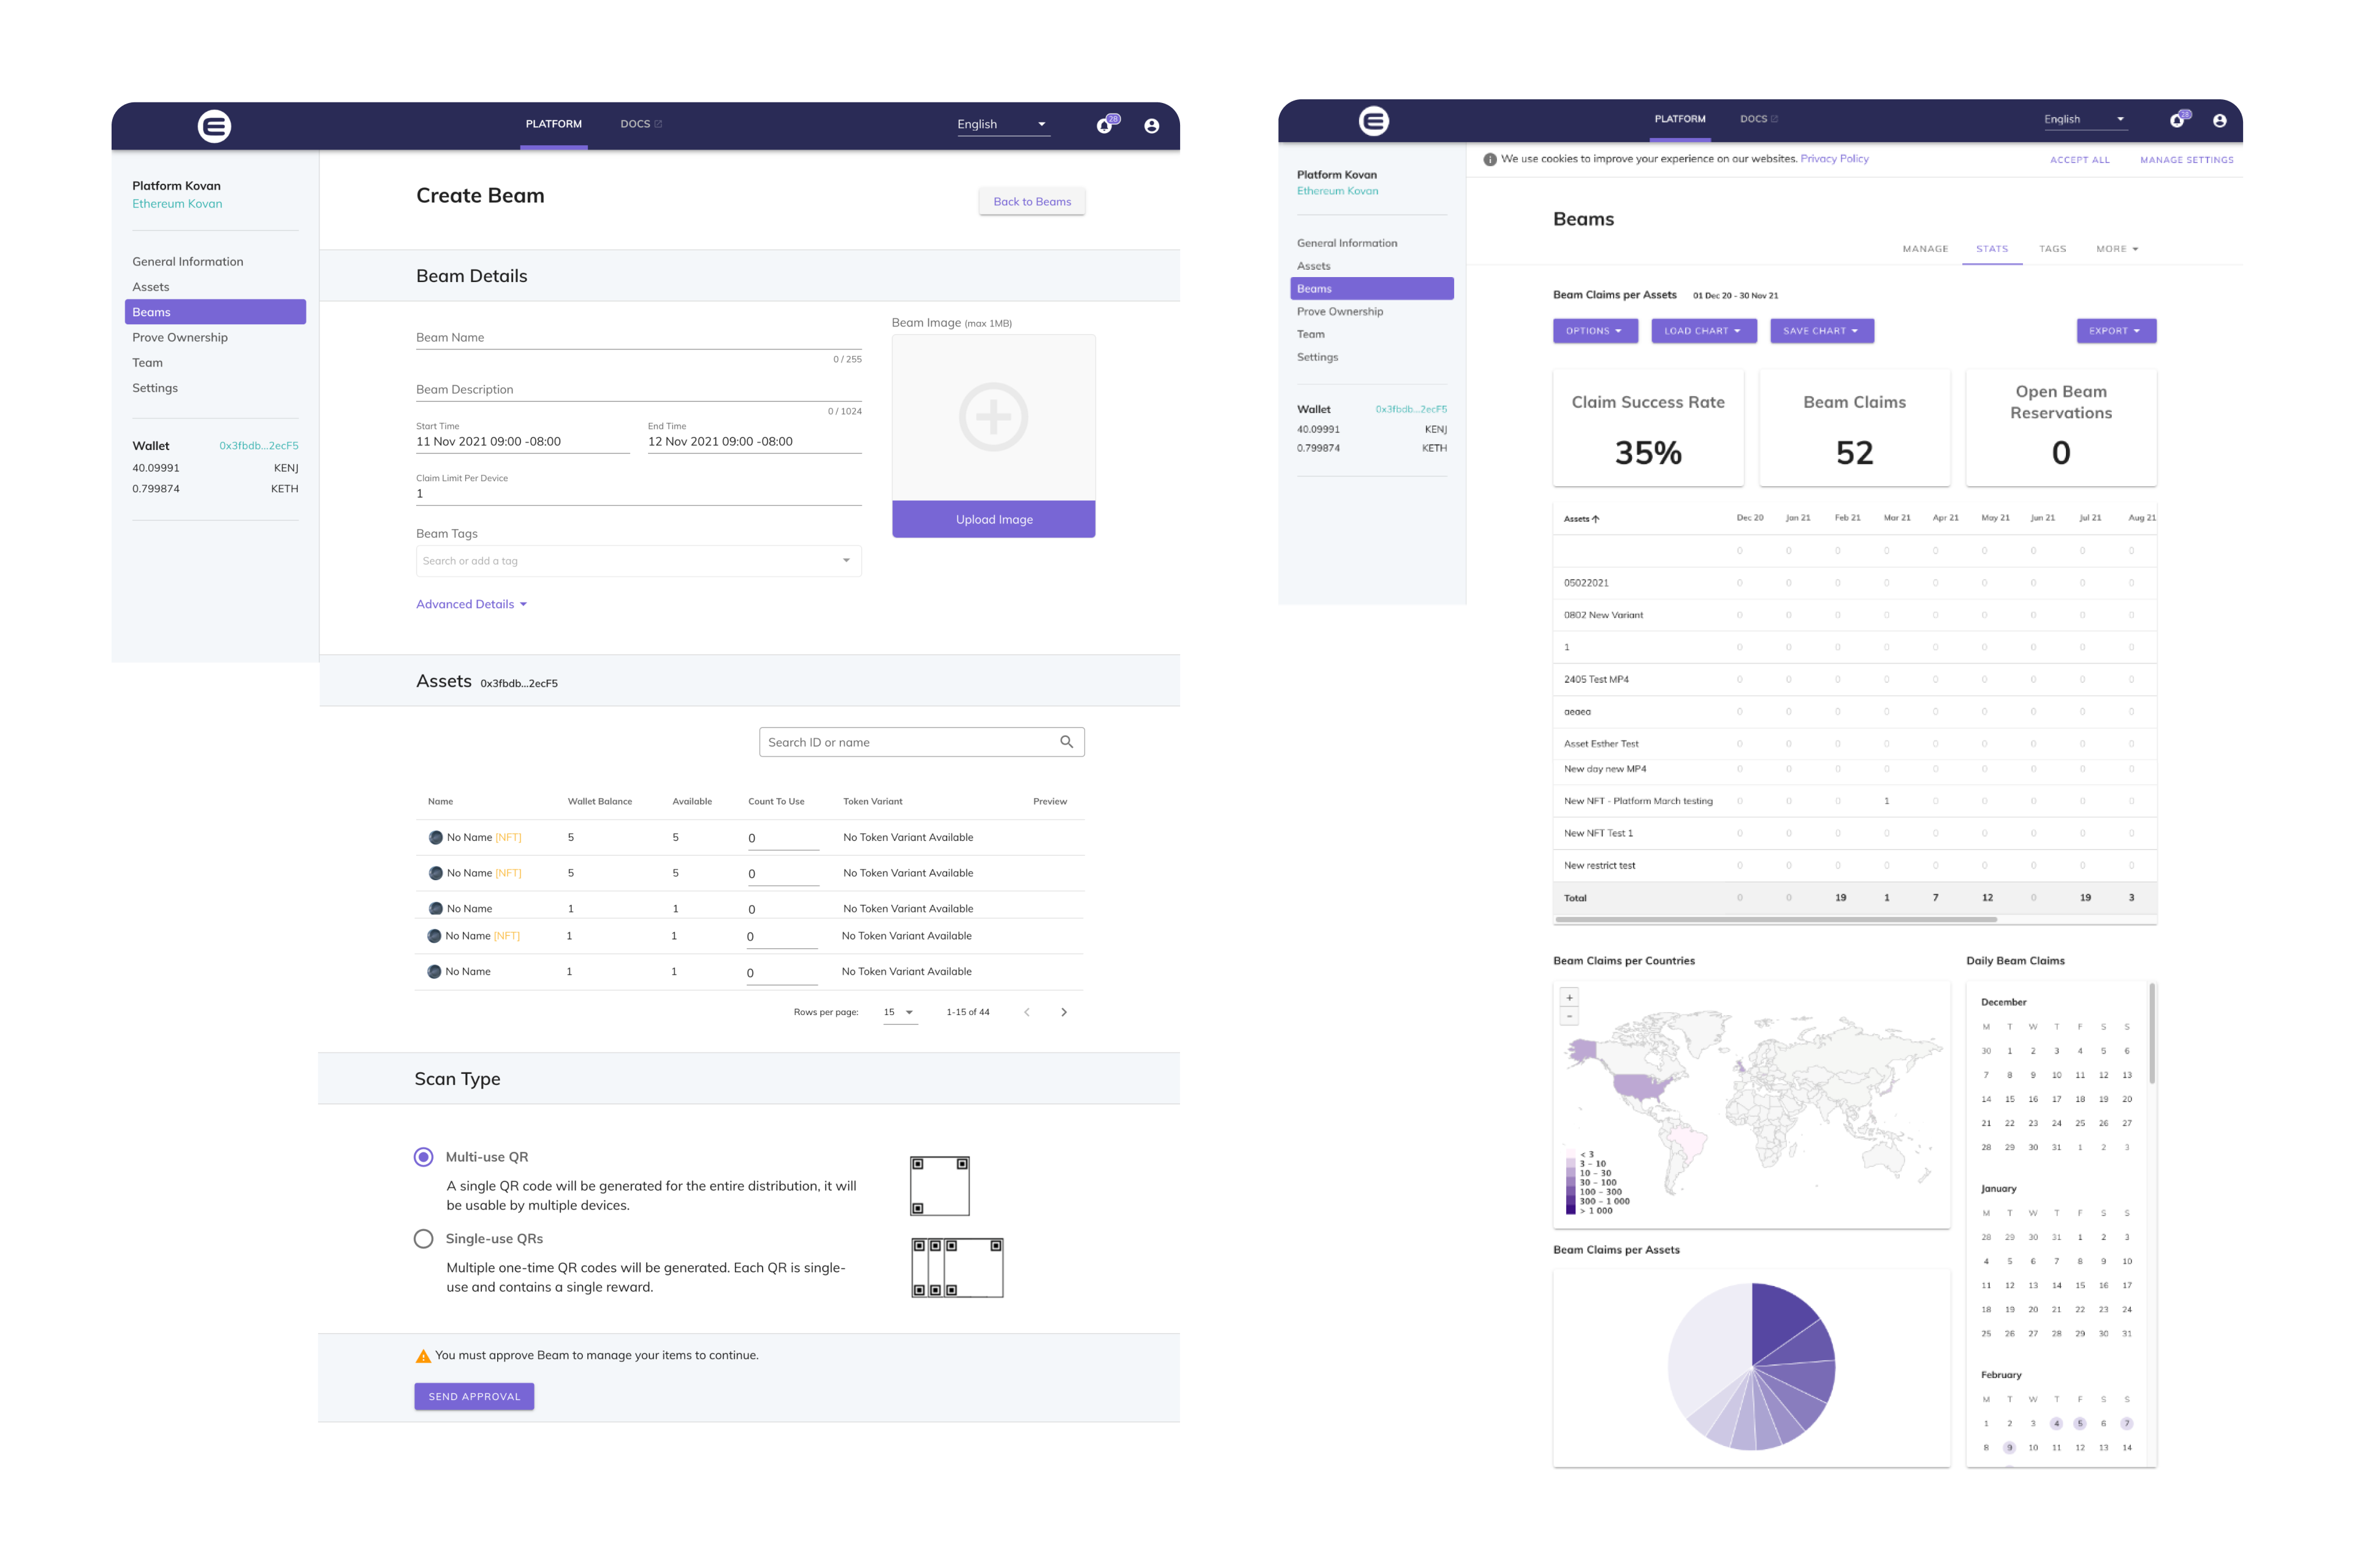 PLATFORM DOCS English 28
Platform Kovan
Ethereum Kovan
General Information
Assets
Beams
Prove Ownership
Team
Settings
Wallet 0x3fbdb...2ecF5
40.09991 KENJ
0.799874 KETH
Create Beam
Back to Beams
Beam Details
Beam Name
0 / 255
Beam Description
0 / 1024
Start Time End Time
11 Nov 2021 09:00 -08:00 12 Nov 2021 09:00 -08:00
Claim Limit Per Device
1
Beam Tags
Search or add a tag
Advanced Details
Beam Image (max 1MB)
Upload Image
Assets 0x3fbdb...2ecF5
Search ID or name
Name Wallet Balance Available Count To Use Token Variant Preview
No Name [NFT] 5 5 0 No Token Variant Available
No Name [NFT] 5 5 0 No Token Variant Available
No Name 1 1 0 No Token Variant Available
No Name [NFT] 1 1 0 No Token Variant Available
No Name 1 1 0 No Token Variant Available
Rows per page: 15 1-15 of 44
Scan Type
Multi-use QR
A single QR code will be generated for the entire distribution, it will
be usable by multiple devices.
Single-use QRs
Multiple one-time QR codes will be generated. Each QR is single-
use and contains a single reward.
You must approve Beam to manage your items to continue.
SEND APPROVAL
PLATFORM DOCS English
Platform Kovan
Ethereum Kovan
General Information
Assets
Beams
Prove Ownership
Team
Settings
Wallet 0x3fbdb...2ecF5
40.09991 KENJ
0.799874 KETH
We use cookies to improve your experience on our websites. Privacy Policy ACCEPT ALL MANAGE SETTINGS
Beams
MANAGE STATS TAGS MORE
Beam Claims per Assets 01 Dec 20 - 30 Nov 21
OPTIONS LOAD CHART SAVE CHART EXPORT
Claim Success Rate
35%
Beam Claims
52
Open Beam
Reservations
0
Assets Dec 20 Jan 21 Feb 21 Mar 21 Apr 21 May 21 Jun 21 Jul 21 Aug 21
0 0 0 0 0 0 0 0 0
05022021 0 0 0 0 0 0 0 0 0
0802 New Variant 0 0 0 0 0 0 0 0 0
1 0 0 0 0 0 0 0 0 0
2405 Test MP4 0 0 0 0 0 0 0 0 0
aeaea 0 0 0 0 0 0 0 0 0
Asset Esther Test 0 0 0 0 0 0 0 0 0
New day new MP4 0 0 0 0 0 0 0 0 0
New NFT - Platform March testing 0 0 0 1 0 0 0 0 0
New NFT Test 1 0 0 0 0 0 0 0 0 0
New restrict test 0 0 0 0 0 0 0 0 0
Total 0 0 19 1 7 12 0 19 3
Beam Claims per Countries
+
-
< 3
3 - 10
10 - 30
30 - 100
100 - 300
300 - 1 000
> 1 000
Beam Claims per Assets
Daily Beam Claims
December
M T W T F S S
30 1 2 3 4 5 6
7 8 9 10 11 12 13
14 15 16 17 18 19 20
21 22 23 24 25 26 27
28 29 30 31 1 2 3
January
M T W T F S S
28 29 30 31 1 2 3
4 5 6 7 8 9 10
11 12 13 14 15 16 17
18 19 20 21 22 23 24
25 26 27 28 29 30 31
February
M T W T F S S
1 2 3 4 5 6 7
8 9 10 11 12 13 14